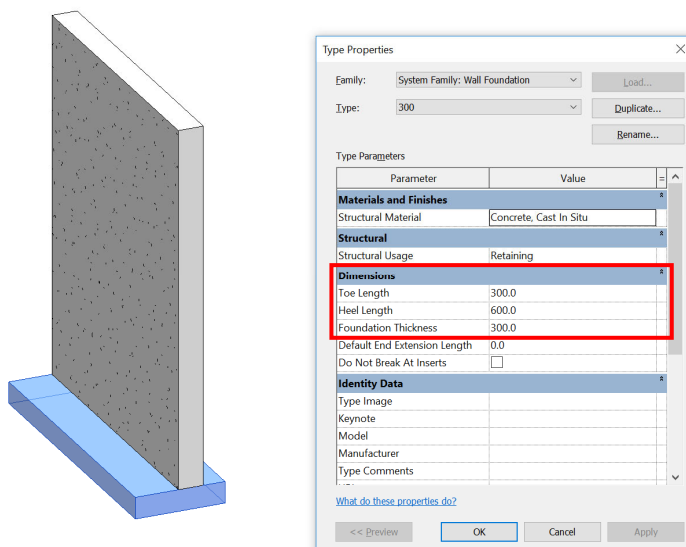 Type Properties
Family: System Family: Wall Foundation Load...
Type: 300 Duplicate...
Rename...
Type Parameters
Parameter Value =
Materials and Finishes
Structural Material Concrete, Cast In Situ
Structural
Structural Usage Retaining
Dimensions
Toe Length 300.0
Heel Length 600.0
Foundation Thickness 300.0
Default End Extension Length 0.0
Do Not Break At Inserts
Identity Data
Type Image
Keynote
Model
Manufacturer
Type Comments
What do these properties do?
<< Preview OK Cancel Apply